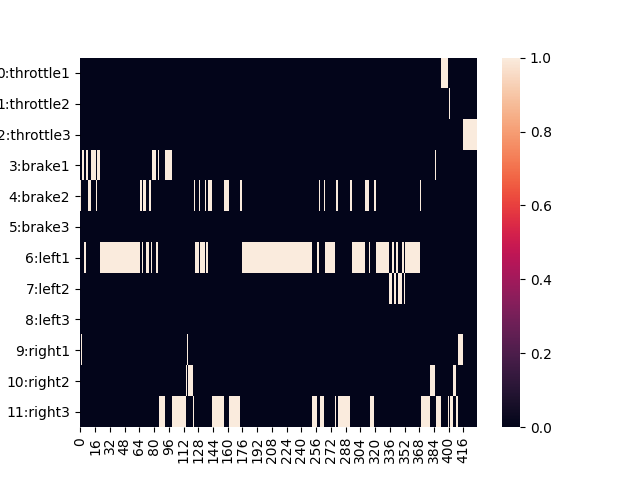 0:throttle1
1:throttle2
2:throttle3
3:brake1
4:brake2
5:brake3
6:left1
7:left2
8:left3
9:right1
10:right2
11:right3
0 16 32 48 64 80 96 112 128 144 160 176 192 208 224 240 256 272 288 304 320 336 352 368 384 400 416
1.0
0.8
0.6
0.4
0.2
0.0